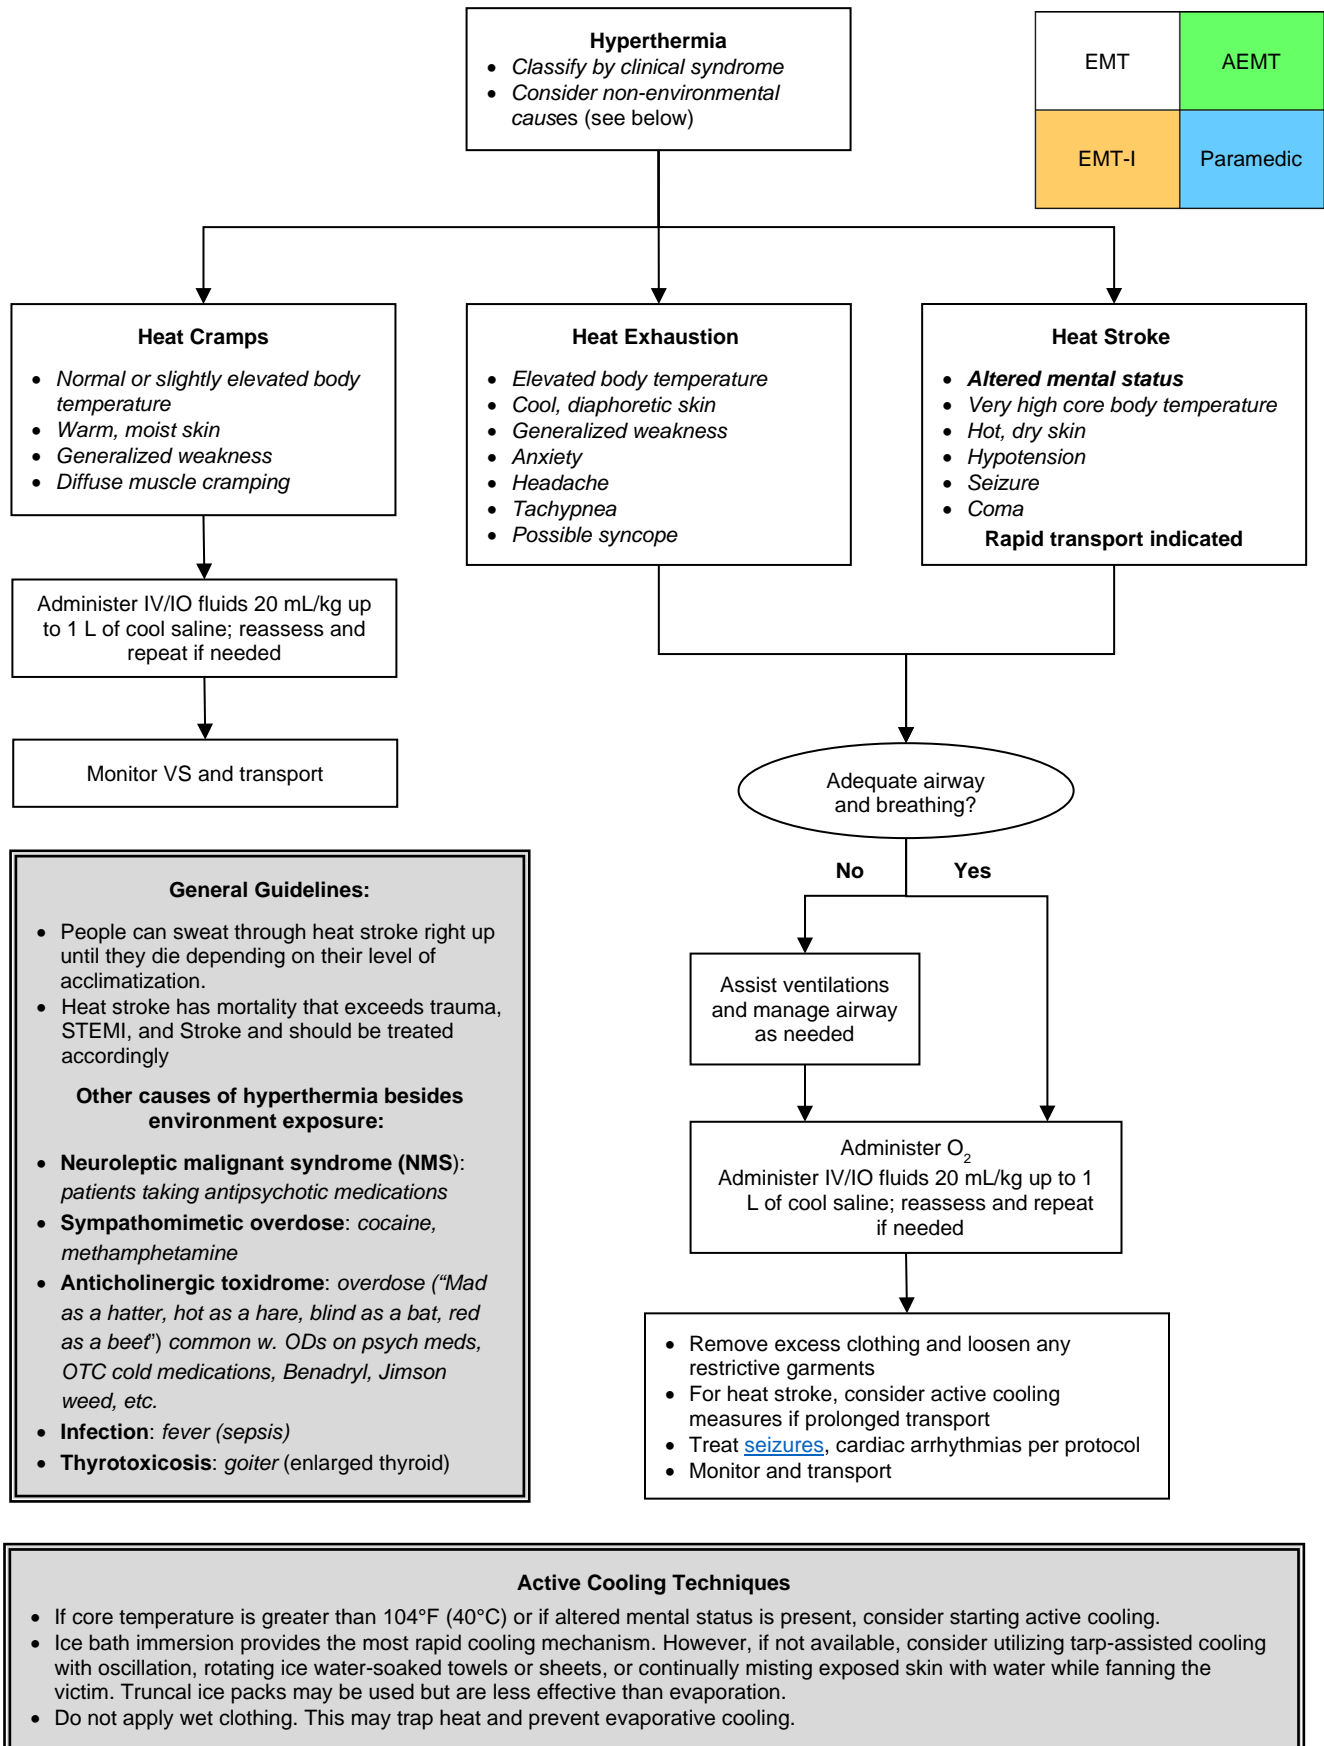 Hyperthermia
• Classify by clinical syndrome
• Consider non-environmental
causes (see below)
EMT
AEMT
EMT-I
Paramedic
Heat Cramps
• Normal or slightly elevated body
temperature
• Warm, moist skin
• Generalized weakness
• Diffuse muscle cramping
Heat Exhaustion
• Elevated body temperature
• Cool, diaphoretic skin
• Generalized weakness
• Anxiety
• Headache
• Tachypnea
• Possible syncope
Heat Stroke
• Altered mental status
• Very high core body temperature
• Hot, dry skin
• Hypotension
• Seizure
• Coma
Rapid transport indicated
Administer IV/IO fluids 20 mL/kg up
to 1 L of cool saline; reassess and
repeat if needed
Monitor VS and transport
Adequate airway
and breathing?
No
Yes
Assist ventilations
and manage airway
as needed
Administer O2
Administer IV/IO fluids 20 mL/kg up to 1
L of cool saline; reassess and repeat
if needed
• Remove excess clothing and loosen any
restrictive garments
• For heat stroke, consider active cooling
measures if prolonged transport
• Treat seizures, cardiac arrhythmias per protocol
• Monitor and transport
General Guidelines:
• People can sweat through heat stroke right up
until they die depending on their level of
acclimatization.
• Heat stroke has mortality that exceeds trauma,
STEMI, and Stroke and should be treated
accordingly
Other causes of hyperthermia besides
environment exposure:
• Neuroleptic malignant syndrome (NMS):
patients taking antipsychotic medications
• Sympathomimetic overdose: cocaine,
methamphetamine
• Anticholinergic toxidrome: overdose (“Mad
as a hatter, hot as a hare, blind as a bat, red
as a beet”) common w. ODs on psych meds,
OTC cold medications, Benadryl, Jimson
weed, etc.
• Infection: fever (sepsis)
• Thyrotoxicosis: goiter (enlarged thyroid)
Active Cooling Techniques
• If core temperature is greater than 104°F (40°C) or if altered mental status is present, consider starting active cooling.
• Ice bath immersion provides the most rapid cooling mechanism. However, if not available, consider utilizing tarp-assisted cooling
with oscillation, rotating ice water-soaked towels or sheets, or continually misting exposed skin with water while fanning the
victim. Truncal ice packs may be used but are less effective than evaporation.
• Do not apply wet clothing. This may trap heat and prevent evaporative cooling.